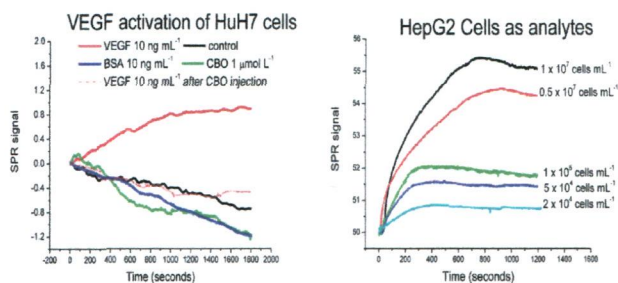 VEGF activation of HuH7 cells
VEGF 10 ng mL⁻¹ control
BSA 10 ng mL⁻¹ CBO 1 μmol L⁻¹
VEGF 10 ng mL⁻¹ after CBO injection
SPR signal
2.0
1.6
1.2
0.8
0.4
0.0
-0.4
-0.8
-1.2
-200 0 200 400 600 800 1000 1200 1400 1600 1800 2000
Time (seconds)
HepG2 Cells as analytes
SPR signal
56
55
54
53
52
51
50
1 x 10⁷ cells mL⁻¹
0.5 x 10⁷ cells mL⁻¹
1 x 10⁵ cells mL⁻¹
5 x 10⁴ cells mL⁻¹
2 x 10⁴ cells mL⁻¹
0 200 400 600 800 1000 1200 1400 1600
Time (seconds)